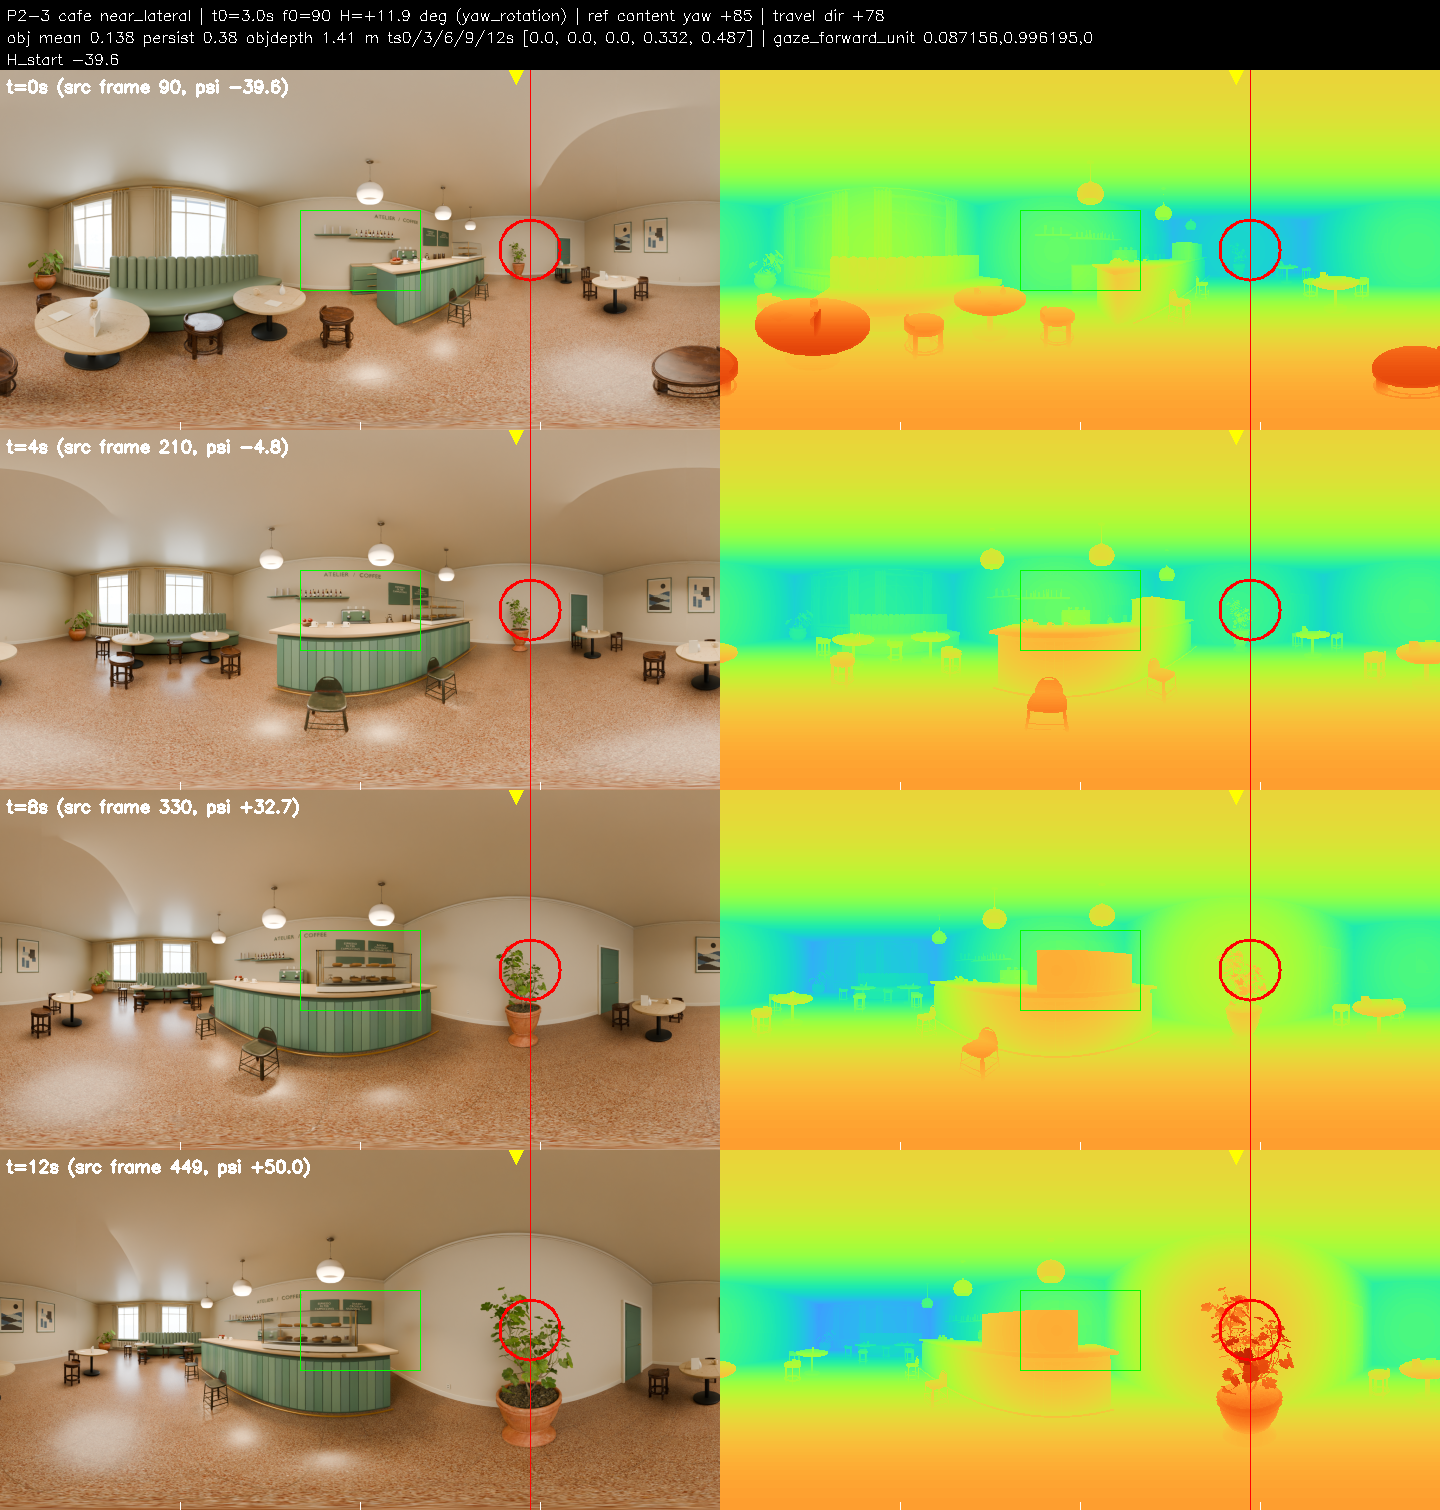 P2-3 cafe near_lateral | t0=3.0s f0=90 H=+11.9 deg (yaw_rotation) | ref content yaw +85 | travel dir +78
obj mean 0.138 persist 0.38 objdepth 1.41 m ts0/3/6/9/12s [0.0, 0.0, 0.0, 0.332, 0.487] | gaze_forward_unit 0.087156,0.996195,0
H_start -39.6
t=0s (src frame 90, psi -39.6)
ATELIER / COFFEE
t=4s (src frame 210, psi -4.8)
ATELIER / COFFEE
t=8s (src frame 330, psi +32.7)
ATELIER / COFFEE
t=12s (src frame 449, psi +50.0)
ATELIER / COFFEE